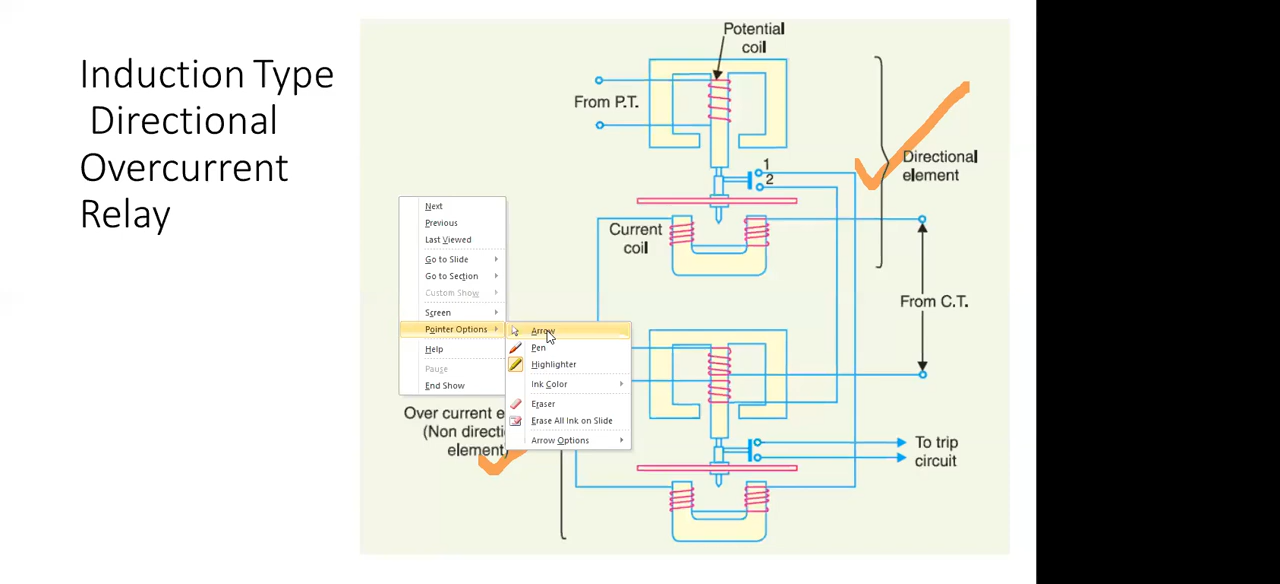 Induction Type
Directional
Overcurrent
Relay
Potential
coil
From P.T.
1
2
Directional
element
Current
coil
From C.T.
Next
Previous
Last Viewed
Go to Slide
Go to Section
Custom Show
Screen
Pointer Options
Help
Pause
End Show
Arrow
Pen
Highlighter
Ink Color
Eraser
Erase All Ink on Slide
Arrow Options
Over current
(Non
element)
To trip
circuit